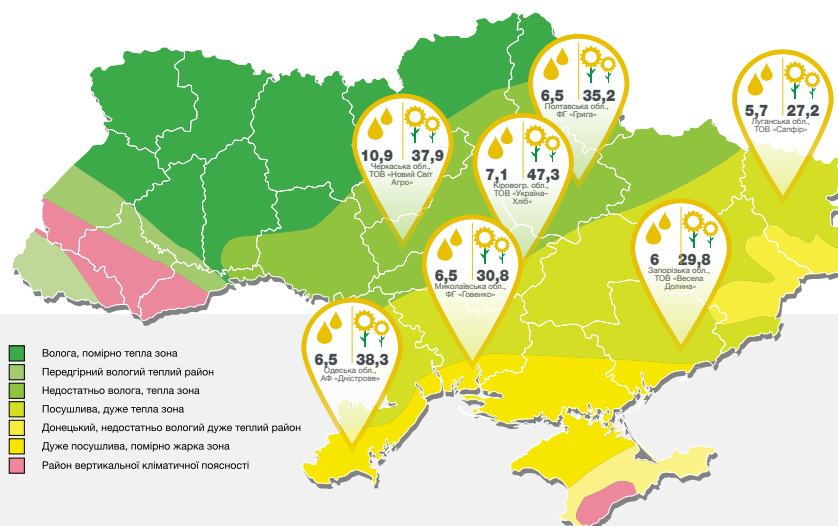 6,5 35,2
Полтавська обл.,
ФГ «Грига»
5,7 27,2
Луганська обл.,
ТОВ «Сапфір»
10,9 37,9
Черкаська обл.,
ТОВ «Новий Світ
Агро»
7,1 47,3
Кіровогр. обл.,
ТОВ «Україна–
Хліб»
6 29,8
Запорізька обл.,
ТОВ «Весела
Долина»
6,5 30,8
Миколаївська обл.,
ФГ «Говенко»
6,5 38,3
Одеська обл.,
АФ «Дністрове»
Волога, помірно тепла зона
Передгірний вологий теплий район
Недостатньо волога, тепла зона
Посушлива, дуже тепла зона
Донецький, недостатньо вологий дуже теплий район
Дуже посушлива, помірно жарка зона
Район вертикальної кліматичної поясності